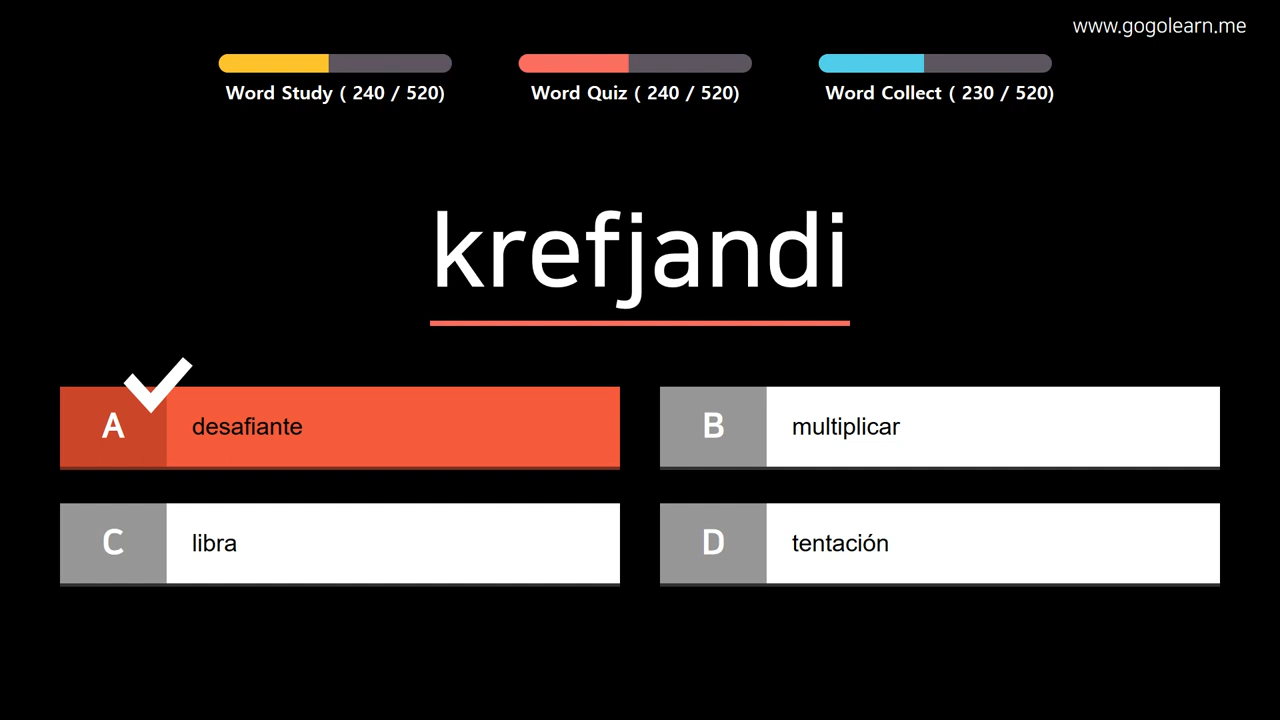 www.gogolearn.me
Word Study ( 240 / 520)
Word Quiz ( 240 / 520)
Word Collect ( 230 / 520)
krefjandi
A desafiante
B multiplicar
C libra
D tentación